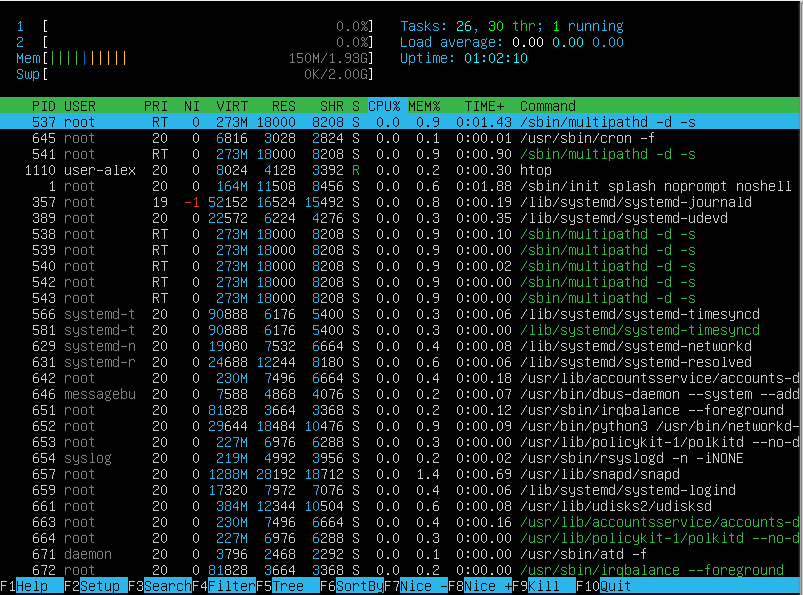 1 [ 0.0%] Tasks: 26, 30 thr; 1 running
2 [ 0.0%] Load average: 0.00 0.00 0.00
Mem[||||||||||| 150M/1.93G] Uptime: 01:02:10
Swp[ 0K/2.00G]
PID USER PRI NI VIRT RES SHR S CPU% MEM% TIME+ Command
537 root RT 0 273M 18000 8208 S 0.0 0.9 0:01.43 /sbin/multipathd -d -s
645 root 20 0 6816 3028 2824 S 0.0 0.1 0:00.01 /usr/sbin/cron -f
541 root RT 0 273M 18000 8208 S 0.0 0.9 0:00.90 /sbin/multipathd -d -s
1110 user-alex 20 0 8024 4128 3392 R 0.0 0.2 0:00.30 htop
1 root 20 0 164M 11508 8456 S 0.0 0.6 0:01.88 /sbin/init splash noprompt noshell
357 root 19 -1 52152 16524 15492 S 0.0 0.8 0:00.19 /lib/systemd/systemd-journald
389 root 20 0 22572 6224 4276 S 0.0 0.3 0:00.35 /lib/systemd/systemd-udevd
538 root RT 0 273M 18000 8208 S 0.0 0.9 0:00.00 /sbin/multipathd -d -s
539 root RT 0 273M 18000 8208 S 0.0 0.9 0:00.00 /sbin/multipathd -d -s
540 root RT 0 273M 18000 8208 S 0.0 0.9 0:00.02 /sbin/multipathd -d -s
542 root RT 0 273M 18000 8208 S 0.0 0.9 0:00.00 /sbin/multipathd -d -s
543 root RT 0 273M 18000 8208 S 0.0 0.9 0:00.00 /sbin/multipathd -d -s
566 systemd-t 20 0 90888 6176 5400 S 0.0 0.3 0:00.06 /lib/systemd/systemd-timesyncd
581 systemd-t 20 0 90888 6176 5400 S 0.0 0.3 0:00.00 /lib/systemd/systemd-timesyncd
629 systemd-n 20 0 19080 7532 6664 S 0.0 0.4 0:00.08 /lib/systemd/systemd-networkd
631 systemd-r 20 0 24688 12244 8180 S 0.0 0.6 0:00.06 /lib/systemd/systemd-resolved
642 root 20 0 230M 7496 6664 S 0.0 0.4 0:00.18 /usr/lib/accountsservice/accounts-d
646 messagebu 20 0 7588 4868 4076 S 0.0 0.2 0:00.07 /usr/bin/dbus-daemon --system --add
651 root 20 0 81828 3664 3368 S 0.0 0.2 0:00.12 /usr/sbin/irqbalance --foreground
652 root 20 0 29644 18484 10476 S 0.0 0.9 0:00.09 /usr/bin/python3 /usr/bin/networkd-
653 root 20 0 227M 6976 6288 S 0.0 0.3 0:00.00 /usr/lib/policykit-1/polkitd --no-d
654 syslog 20 0 219M 4992 3956 S 0.0 0.2 0:00.02 /usr/sbin/rsyslogd -n -iNONE
657 root 20 0 1288M 28192 18712 S 0.0 1.4 0:00.69 /usr/lib/snapd/snapd
659 root 20 0 17320 7972 7076 S 0.0 0.4 0:00.06 /lib/systemd/systemd-logind
661 root 20 0 384M 12344 10504 S 0.0 0.6 0:00.08 /usr/lib/udisks2/udisksd
663 root 20 0 230M 7496 6664 S 0.0 0.4 0:00.16 /usr/lib/accountsservice/accounts-d
664 root 20 0 227M 6976 6288 S 0.0 0.3 0:00.00 /usr/lib/policykit-1/polkitd --no-d
671 daemon 20 0 3796 2468 2292 S 0.0 0.1 0:00.00 /usr/sbin/atd -f
672 root 20 0 81828 3664 3368 S 0.0 0.2 0:00.00 /usr/sbin/irqbalance --foreground
F1Help F2Setup F3SearchF4FilterF5Tree F6SortByF7Nice -F8Nice +F9Kill F10Quit